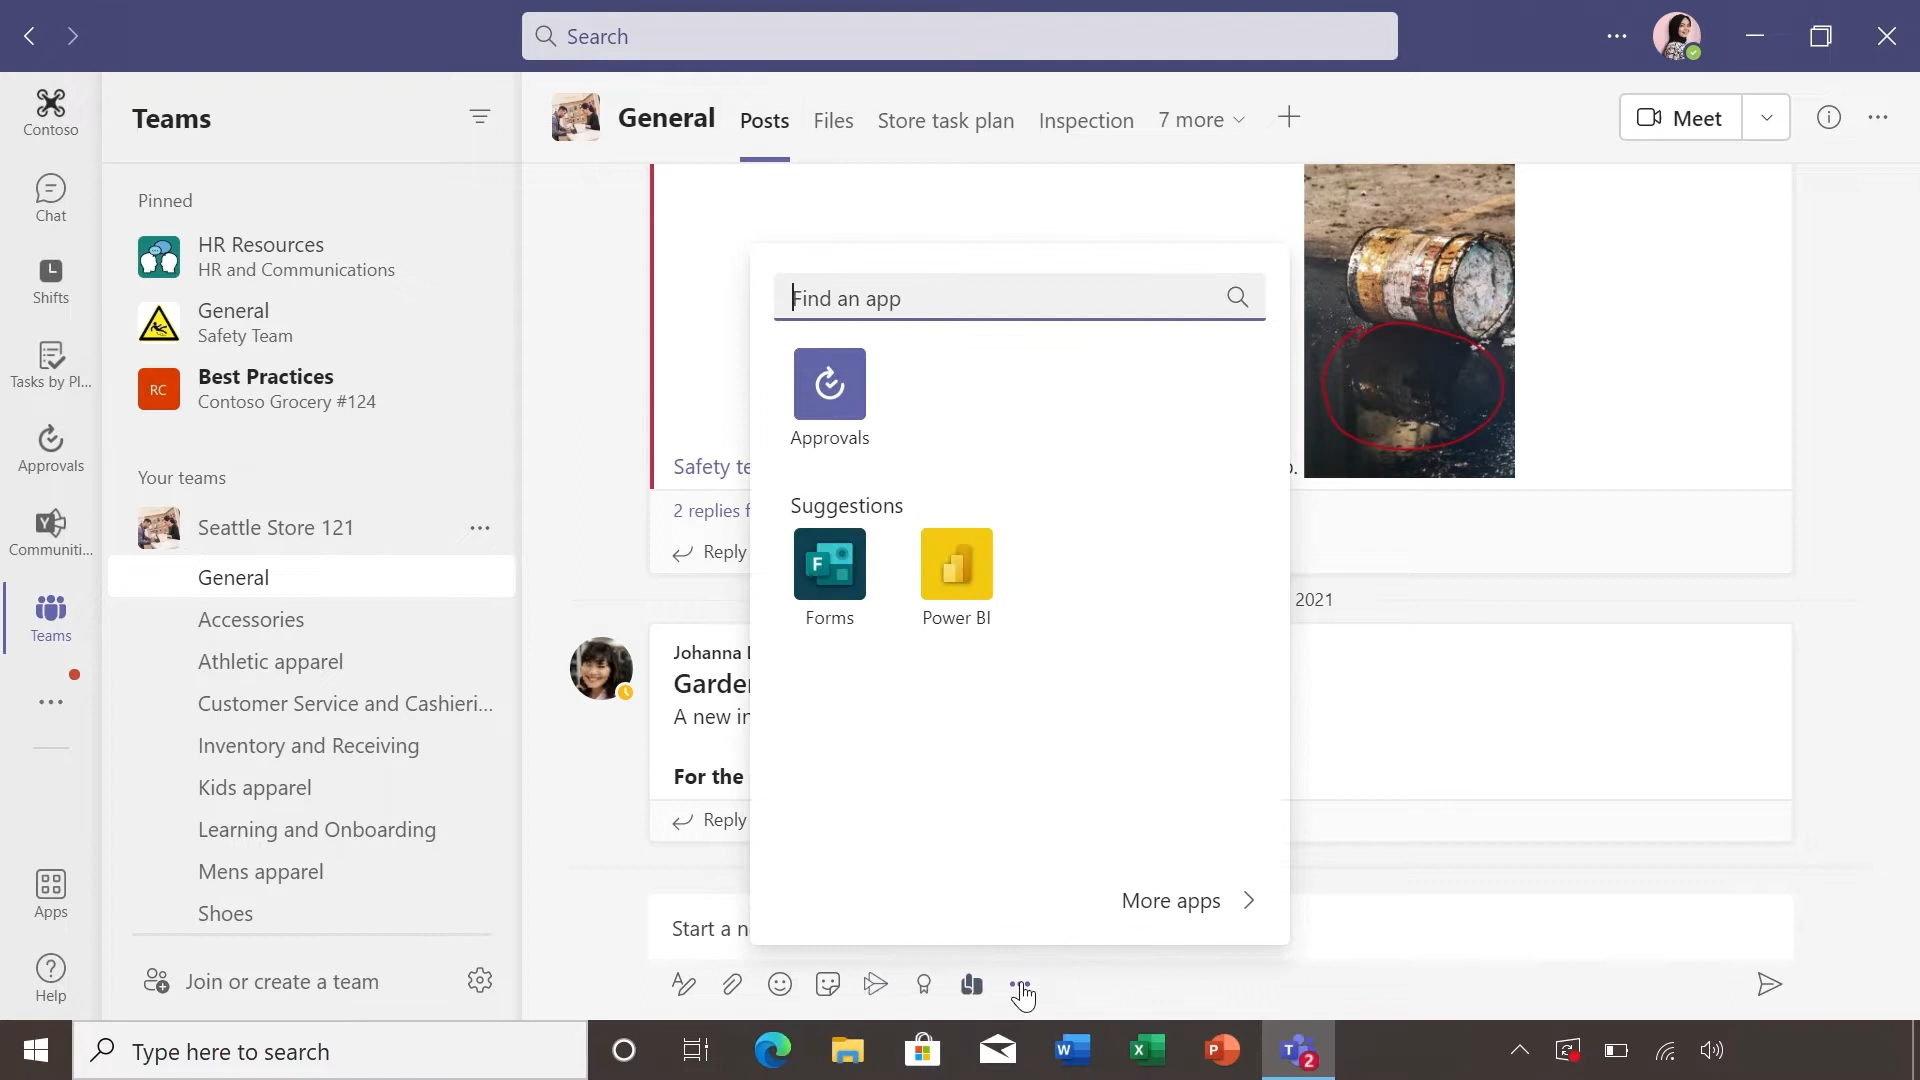 Search
Contoso
Chat
Shifts
Tasks by Pl...
Approvals
Communiti...
Teams
Apps
Help
Teams
Pinned
HR Resources
HR and Communications
General
Safety Team
RC
Best Practices
Contoso Grocery #124
Your teams
Seattle Store 121
General
Accessories
Athletic apparel
Customer Service and Cashieri...
Inventory and Receiving
Kids apparel
Learning and Onboarding
Mens apparel
Shoes
Join or create a team
General
Posts
Files
Store task plan
Inspection
7 more
Meet
Safety te
2 replies f
Reply
2021
Johanna
Garde
A new in
For the
Reply
Start a n
Find an app
Approvals
Suggestions
F
Forms
Power BI
More apps
Type here to search
W
X
P
T
2